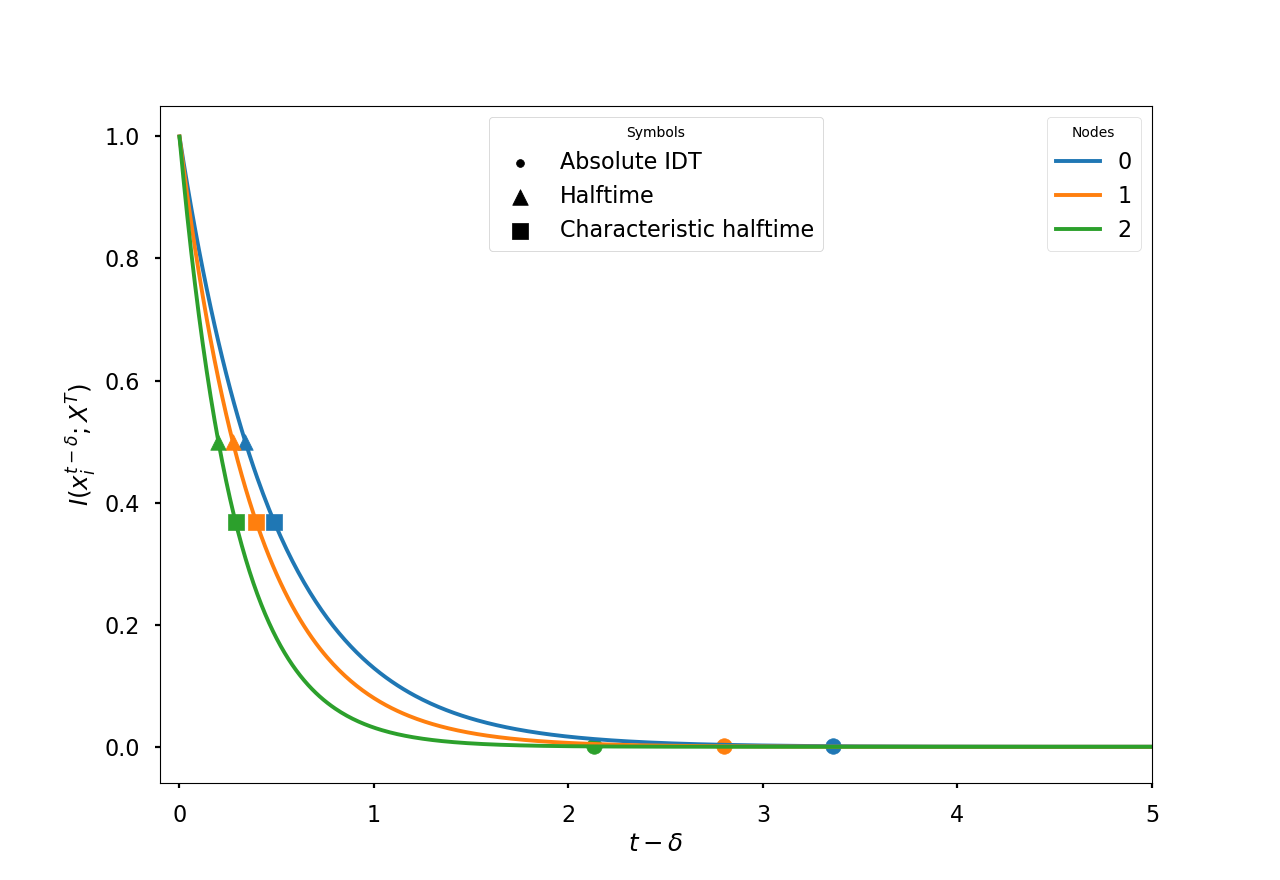 Symbols
Absolute IDT
Halftime
Characteristic halftime
Nodes
0
1
2
1.0
0.8
0.6
0.4
0.2
0.0
I(x_i^{t−δ}; X^T)
0 1 2 3 4 5
t − δ